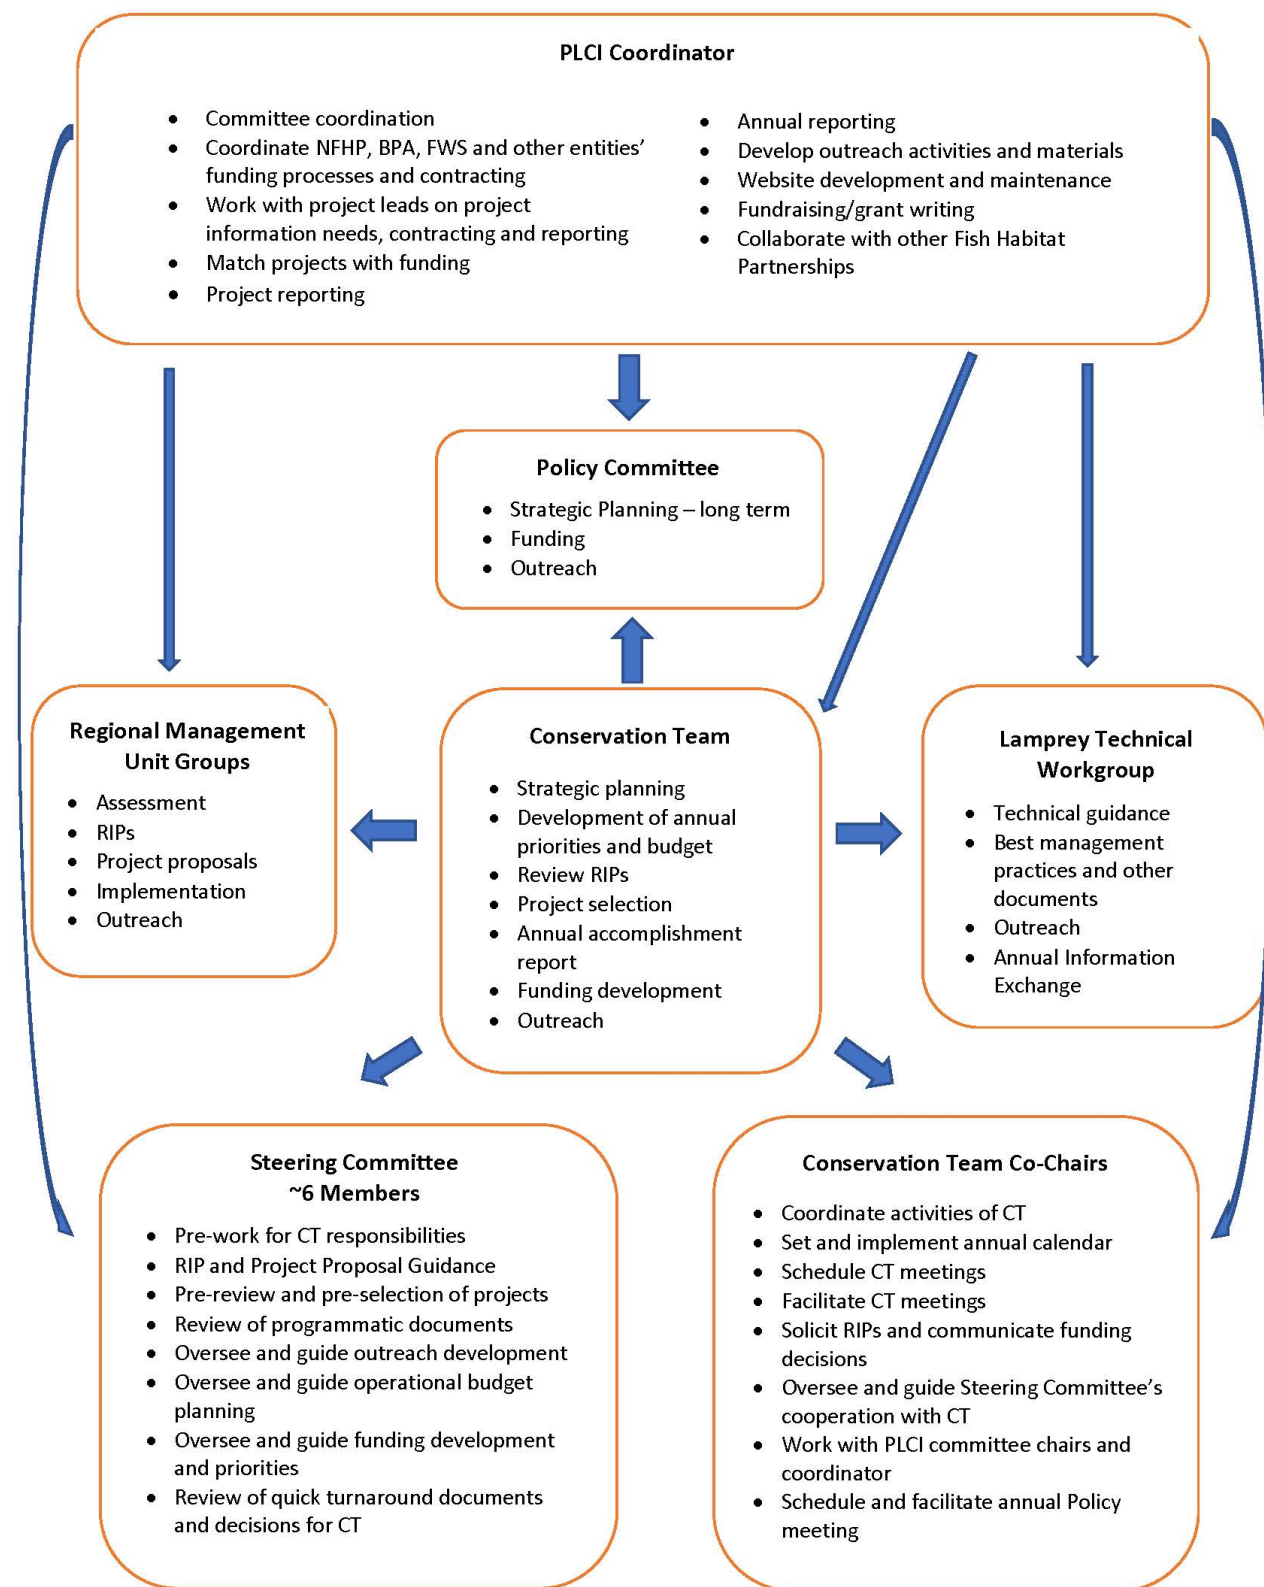 PLCI Coordinator
• Committee coordination
• Coordinate NFHP, BPA, FWS and other entities’
funding processes and contracting
• Work with project leads on project
information needs, contracting and reporting
• Match projects with funding
• Project reporting
• Annual reporting
• Develop outreach activities and materials
• Website development and maintenance
• Fundraising/grant writing
• Collaborate with other Fish Habitat
Partnerships
Policy Committee
• Strategic Planning – long term
• Funding
• Outreach
Regional Management
Unit Groups
• Assessment
• RIPs
• Project proposals
• Implementation
• Outreach
Conservation Team
• Strategic planning
• Development of annual
priorities and budget
• Review RIPs
• Project selection
• Annual accomplishment
report
• Funding development
• Outreach
Lamprey Technical
Workgroup
• Technical guidance
• Best management
practices and other
documents
• Outreach
• Annual Information
Exchange
Steering Committee
~6 Members
• Pre-work for CT responsibilities
• RIP and Project Proposal Guidance
• Pre-review and pre-selection of projects
• Review of programmatic documents
• Oversee and guide outreach development
• Oversee and guide operational budget
planning
• Oversee and guide funding development
and priorities
• Review of quick turnaround documents
and decisions for CT
Conservation Team Co-Chairs
• Coordinate activities of CT
• Set and implement annual calendar
• Schedule CT meetings
• Facilitate CT meetings
• Solicit RIPs and communicate funding
decisions
• Oversee and guide Steering Committee’s
cooperation with CT
• Work with PLCI committee chairs and
coordinator
• Schedule and facilitate annual Policy
meeting